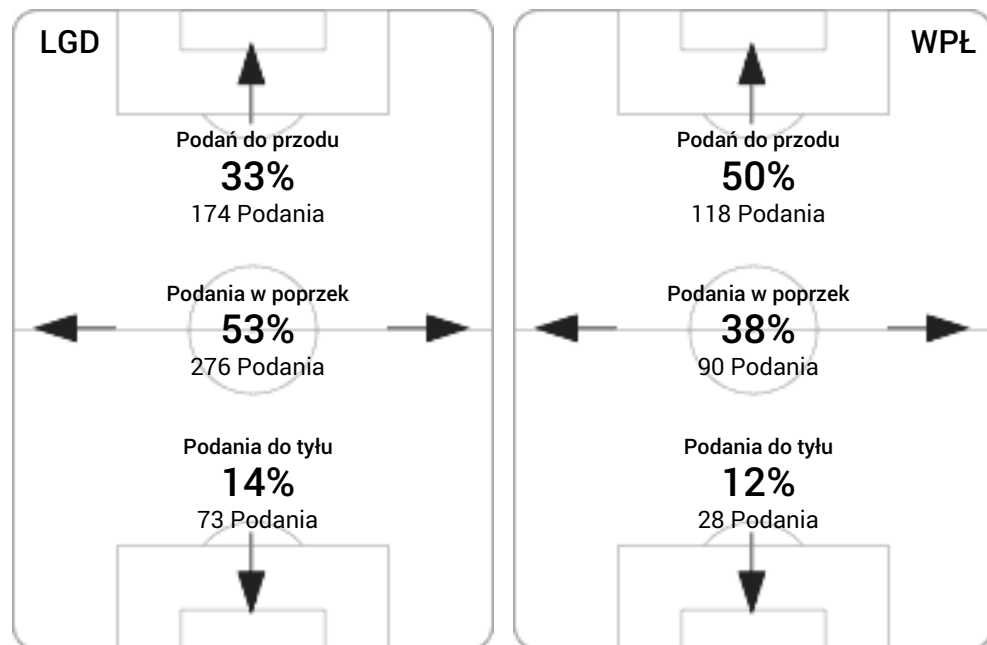 LGD
Podań do przodu
33%
174 Podania
Podania w poprzek
53%
276 Podania
Podania do tyłu
14%
73 Podania
WPŁ
Podań do przodu
50%
118 Podania
Podania w poprzek
38%
90 Podania
Podania do tyłu
12%
28 Podania